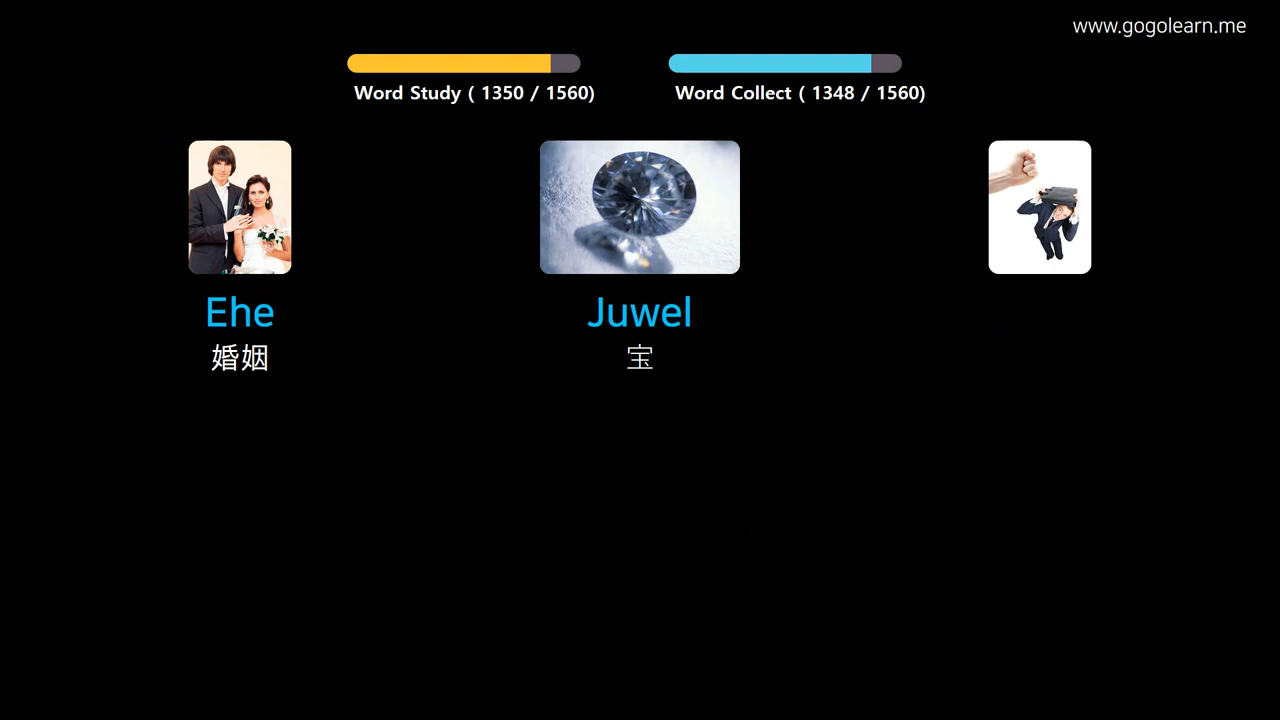 www.gogolearn.me
Word Study ( 1350 / 1560)
Word Collect ( 1348 / 1560)
Ehe
婚姻
Juwel
宝